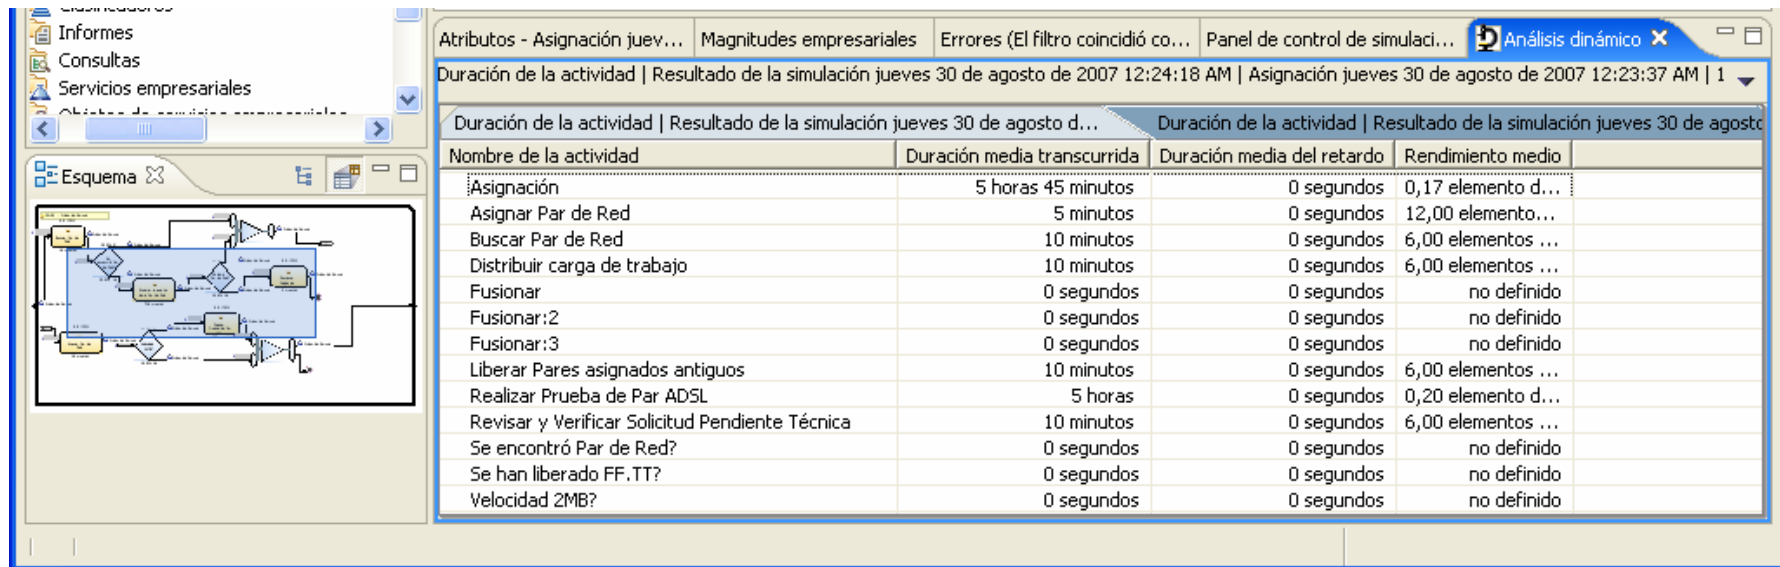 Informes
Consultas
Servicios empresariales
Esquema
Atributos - Asignación juev... Magnitudes empresariales Errores (El filtro coincidió co... Panel de control de simulaci... Análisis dinámico
Duración de la actividad | Resultado de la simulación jueves 30 de agosto de 2007 12:24:18 AM | Asignación jueves 30 de agosto de 2007 12:23:37 AM | 1
Duración de la actividad | Resultado de la simulación jueves 30 de agosto d... Duración de la actividad | Resultado de la simulación jueves 30 de agosto
Nombre de la actividad Duración media transcurrida Duración media del retardo Rendimiento medio
Asignación 5 horas 45 minutos 0 segundos 0,17 elemento d...
Asignar Par de Red 5 minutos 0 segundos 12,00 elemento...
Buscar Par de Red 10 minutos 0 segundos 6,00 elementos ...
Distribuir carga de trabajo 10 minutos 0 segundos 6,00 elementos ...
Fusionar 0 segundos 0 segundos no definido
Fusionar:2 0 segundos 0 segundos no definido
Fusionar:3 0 segundos 0 segundos no definido
Liberar Pares asignados antiguos 10 minutos 0 segundos 6,00 elementos ...
Realizar Prueba de Par ADSL 5 horas 0 segundos 0,20 elemento d...
Revisar y Verificar Solicitud Pendiente Técnica 10 minutos 0 segundos 6,00 elementos ...
Se encontró Par de Red? 0 segundos 0 segundos no definido
Se han liberado FF.TT? 0 segundos 0 segundos no definido
Velocidad 2MB? 0 segundos 0 segundos no definido